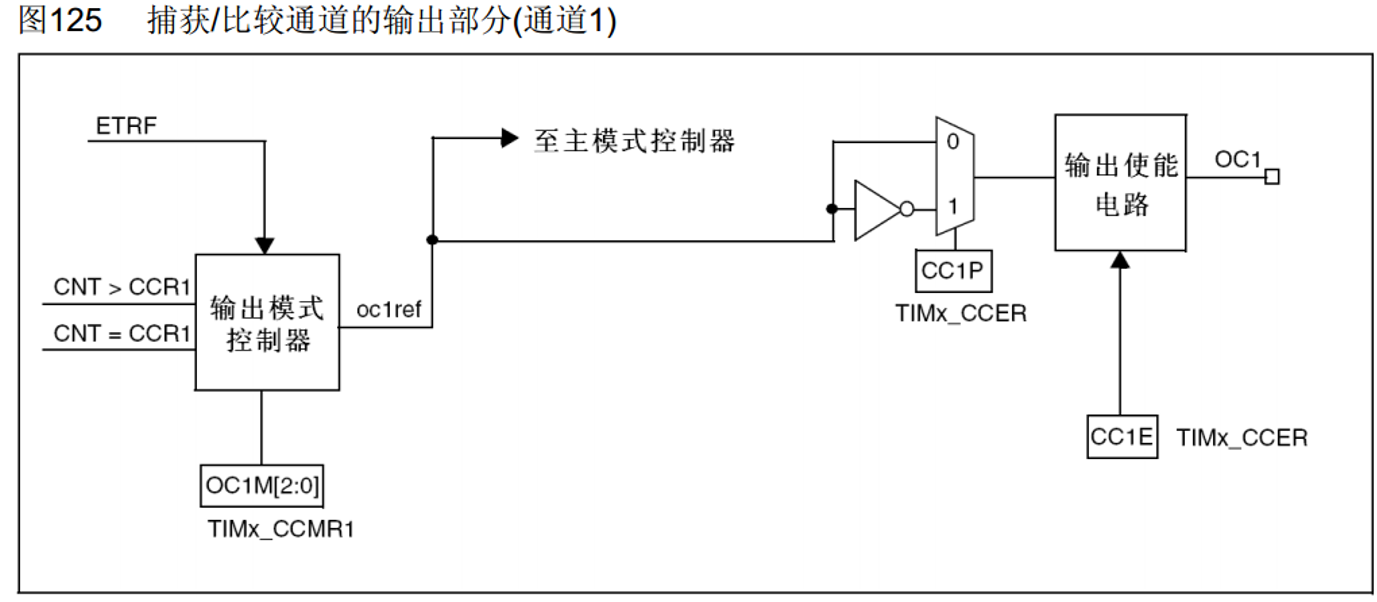 图125 捕获/比较通道的输出部分(通道1)
ETRF
至主模式控制器
0
1
输出使能
电路
OC1
CC1P
TIMx_CCER
CNT > CCR1
CNT = CCR1
输出模式
控制器
oc1ref
CC1E
TIMx_CCER
OC1M[2:0]
TIMx_CCMR1